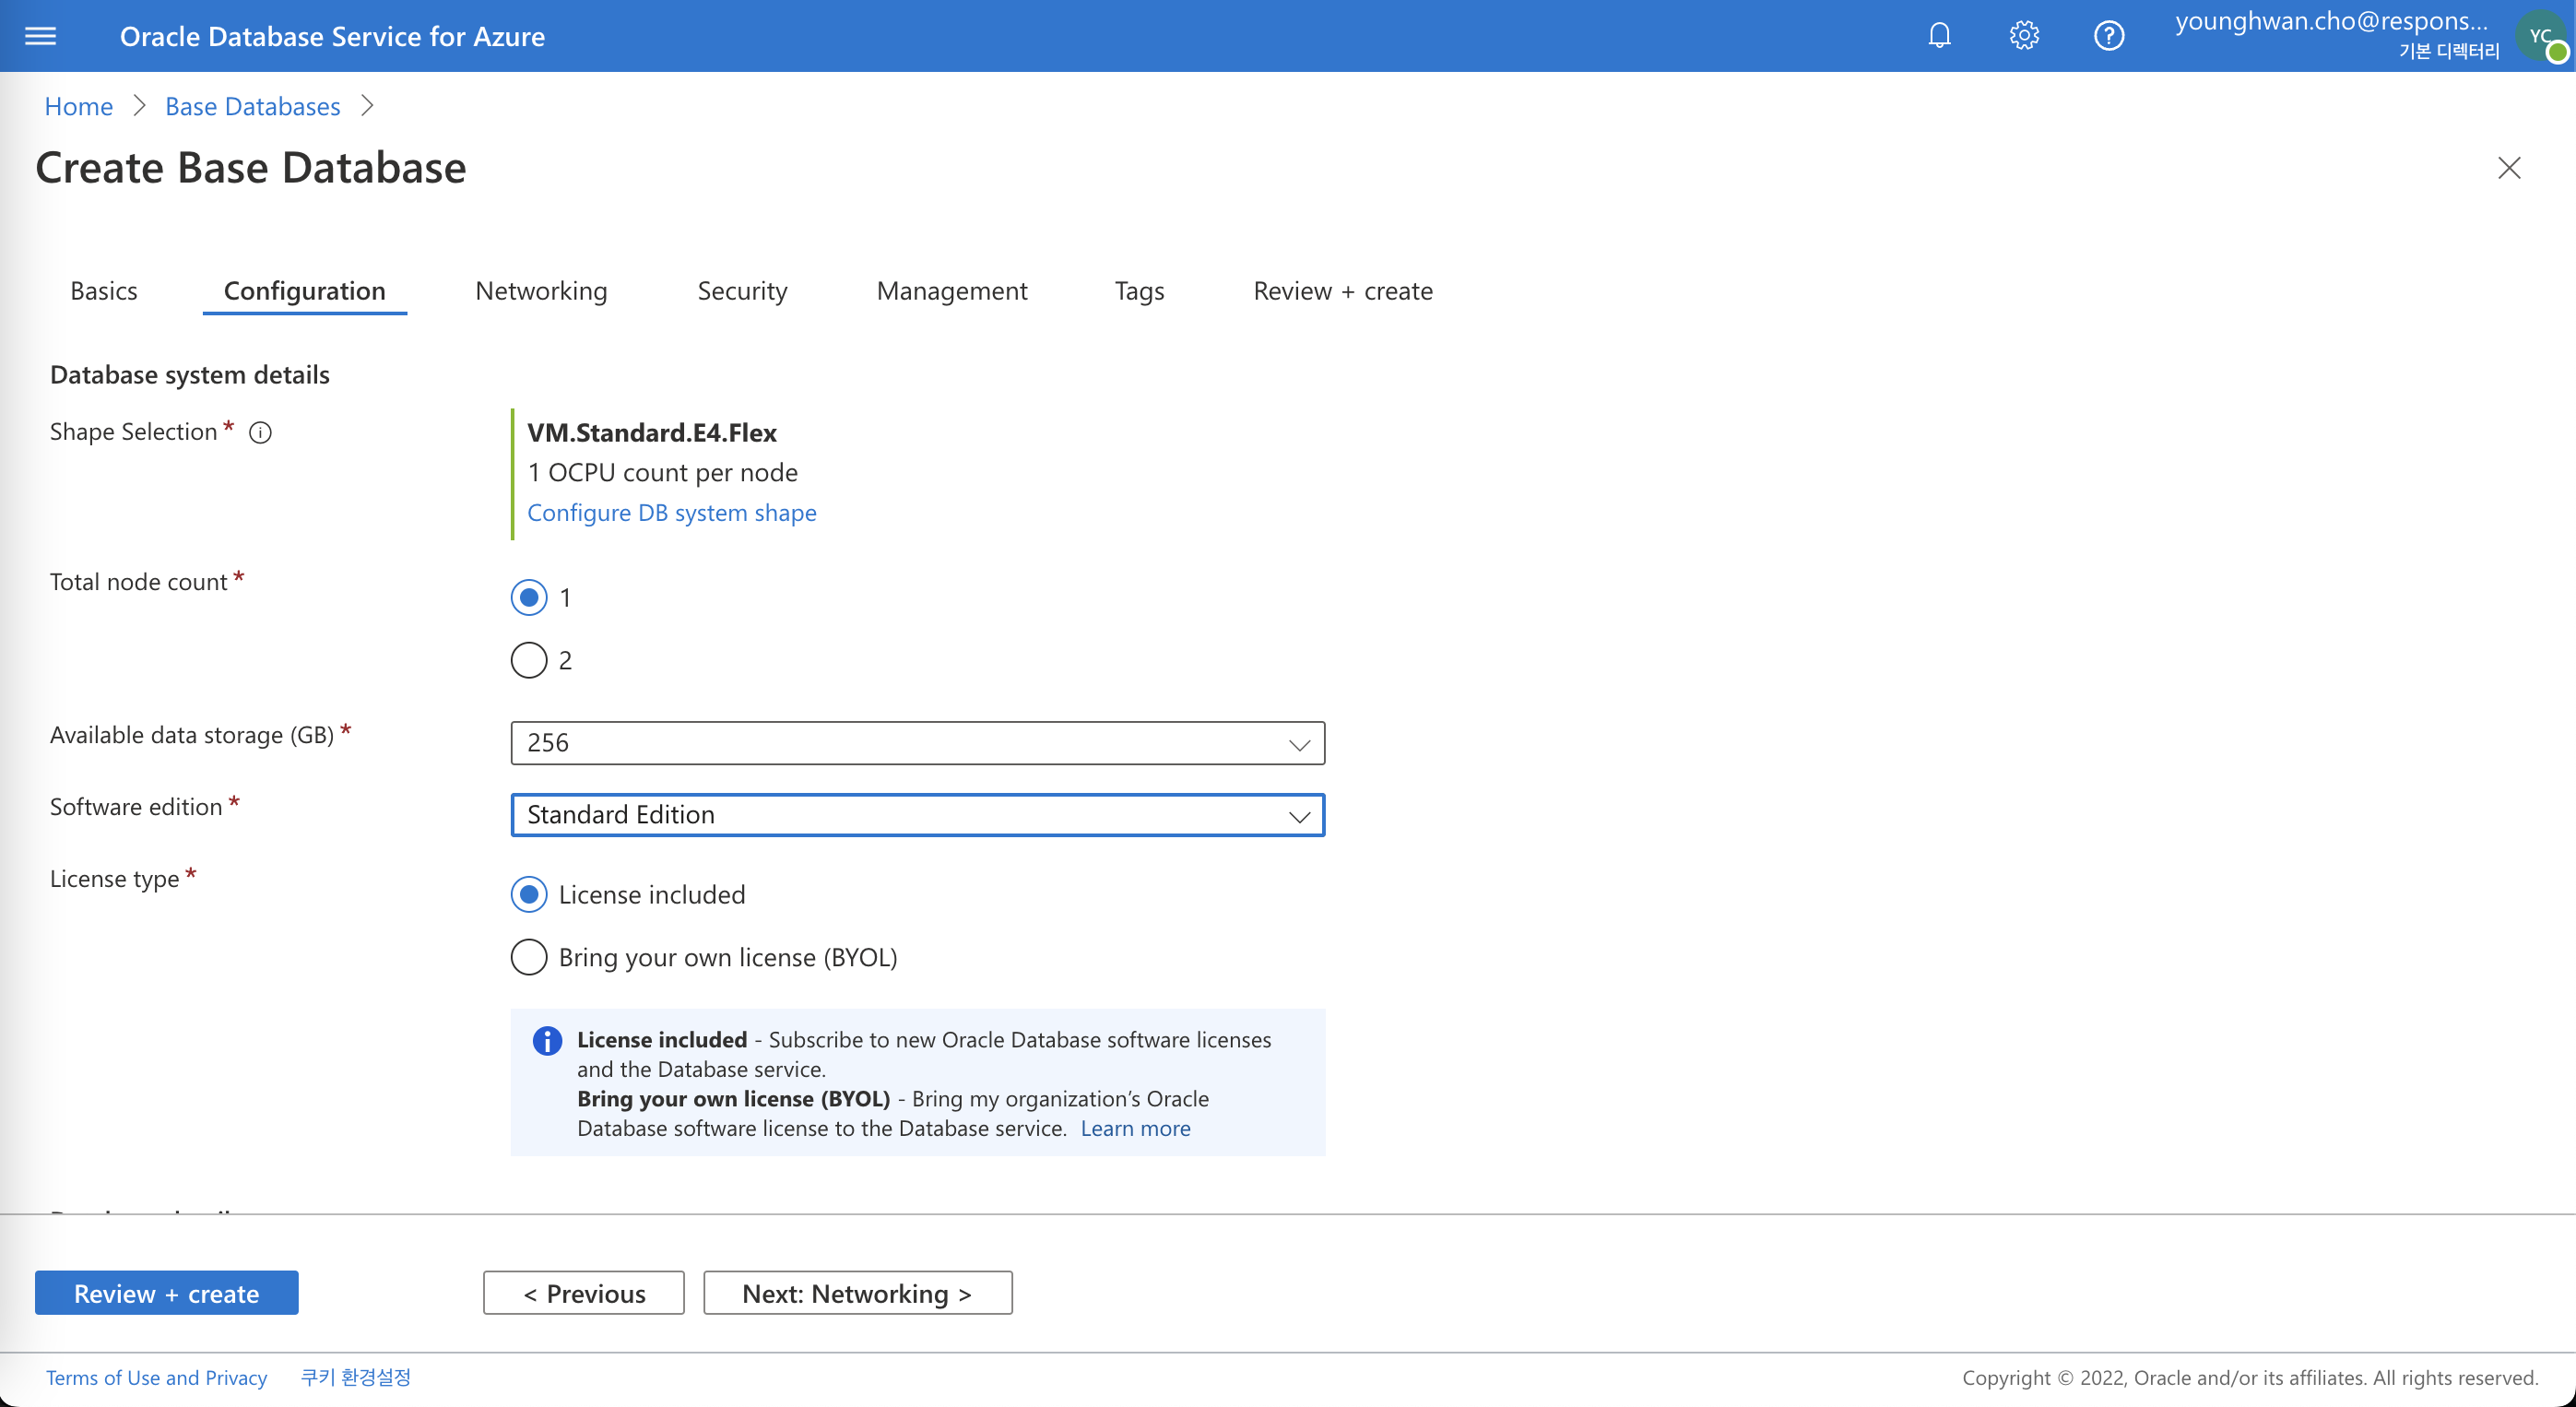 Oracle Database Service for Azure
younghwan.cho@respons...
기본 디렉터리
YC
Home
Base Databases
Create Base Database
Basics
Configuration
Networking
Security
Management
Tags
Review + create
Database system details
Shape Selection *
VM.Standard.E4.Flex
1 OCPU count per node
Configure DB system shape
Total node count *
1
2
Available data storage (GB) *
256
Software edition *
Standard Edition
License type *
License included
Bring your own license (BYOL)
License included - Subscribe to new Oracle Database software licenses
and the Database service.
Bring your own license (BYOL) - Bring my organization’s Oracle
Database software license to the Database service. Learn more
Review + create
< Previous
Next: Networking >
Terms of Use and Privacy
쿠키 환경설정
Copyright © 2022, Oracle and/or its affiliates. All rights reserved.